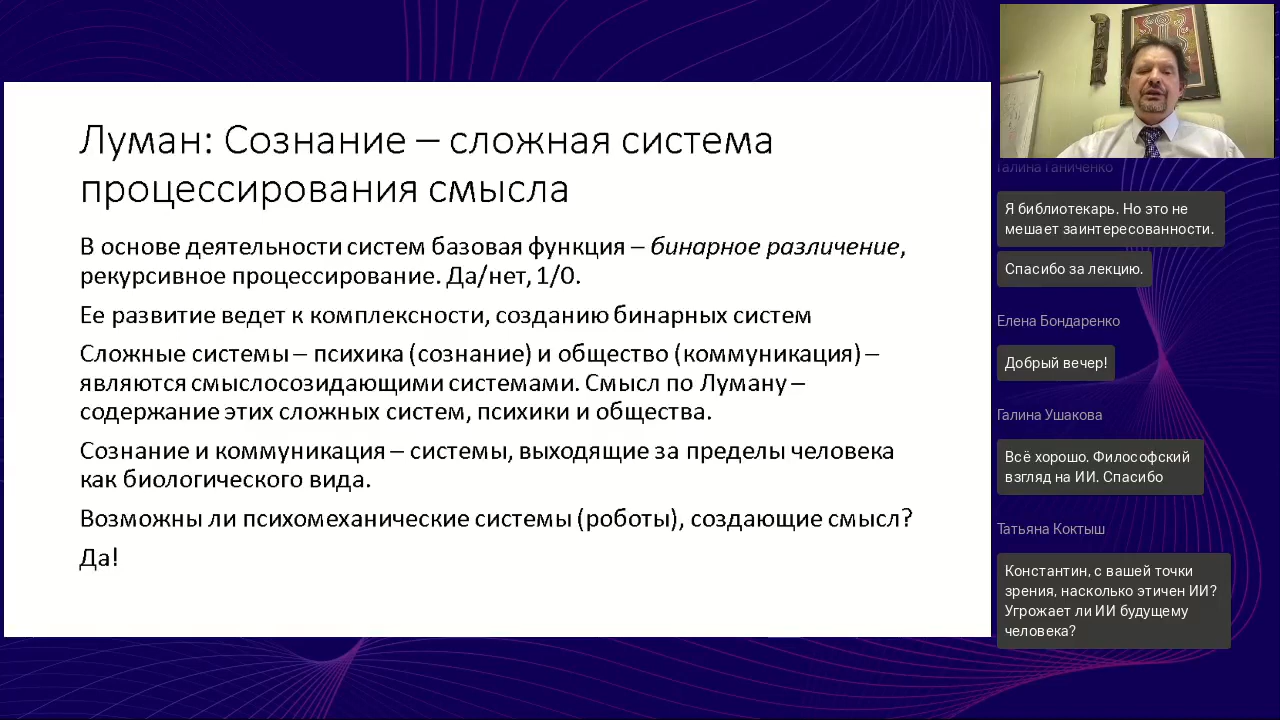 Луман: Сознание – сложная система
процессирования смысла
В основе деятельности систем базовая функция – бинарное различение,
рекурсивное процессирование. Да/нет, 1/0.
Ее развитие ведет к комплексности, созданию бинарных систем
Сложные системы – психика (сознание) и общество (коммуникация) –
являются смыслосозидающими системами. Смысл по Луману –
содержание этих сложных систем, психики и общества.
Сознание и коммуникация – системы, выходящие за пределы человека
как биологического вида.
Возможны ли психомеханические системы (роботы), создающие смысл?
Да!
Галина Ганиченко
Я библиотекарь. Но это не
мешает заинтересованности.
Спасибо за лекцию.
Елена Бондаренко
Добрый вечер!
Галина Ушакова
Всё хорошо. Философский
взгляд на ИИ. Спасибо
Татьяна Коктыш
Константин, с вашей точки
зрения, насколько этичен ИИ?
Угрожает ли ИИ будущему
человека?